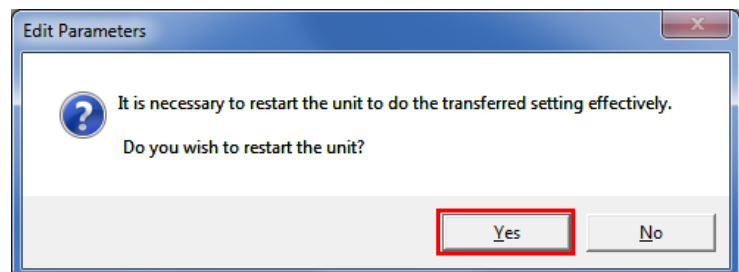 Edit Parameters
It is necessary to restart the unit to do the transferred setting effectively.
Do you wish to restart the unit?
Yes
No